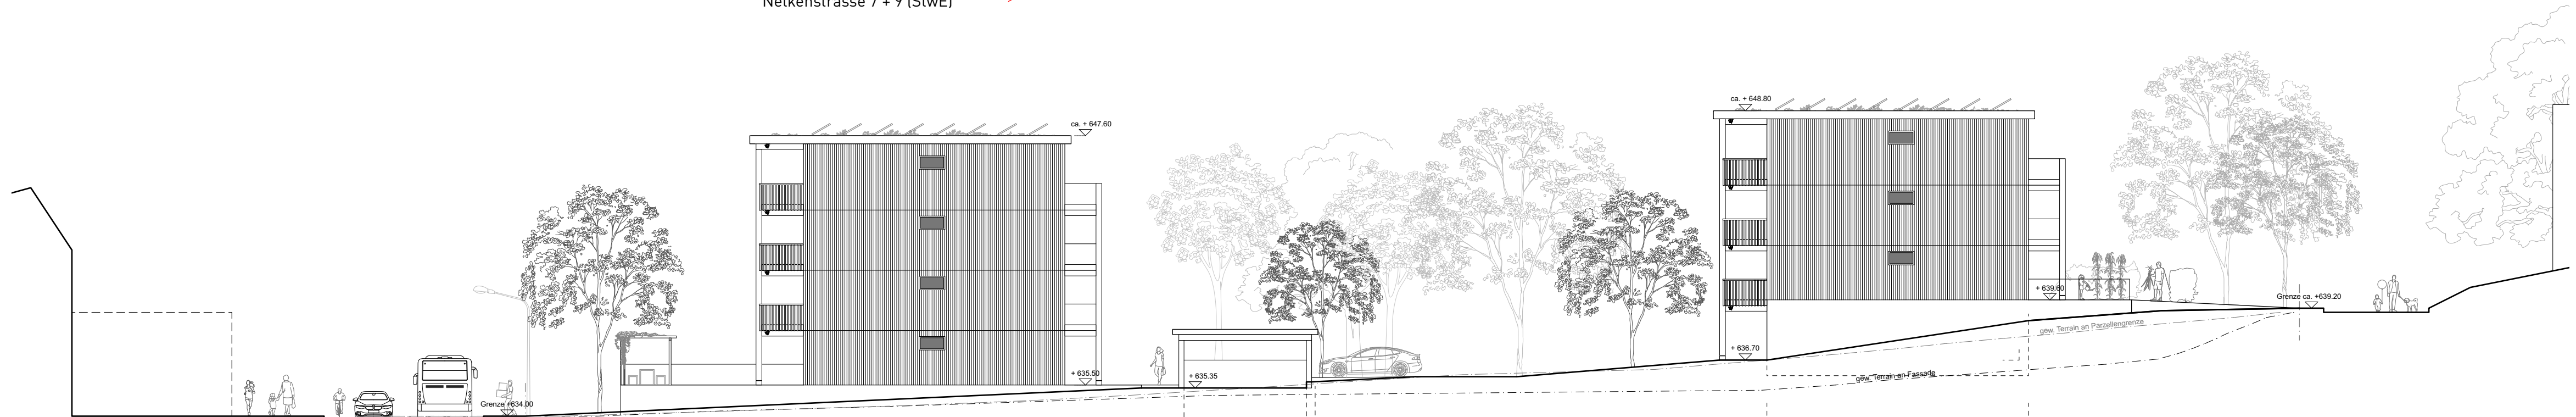 Nelkenstrasse 7 + 9 (StwE)
ca. + 648.80
ca. + 647.60
+ 639.60
Grenze ca. +639.20
gew. Terrain an Parzellengrenze
+ 636.70
+ 635.50
+ 635.35
gew. Terrain an Fassade
Grenze +634.00